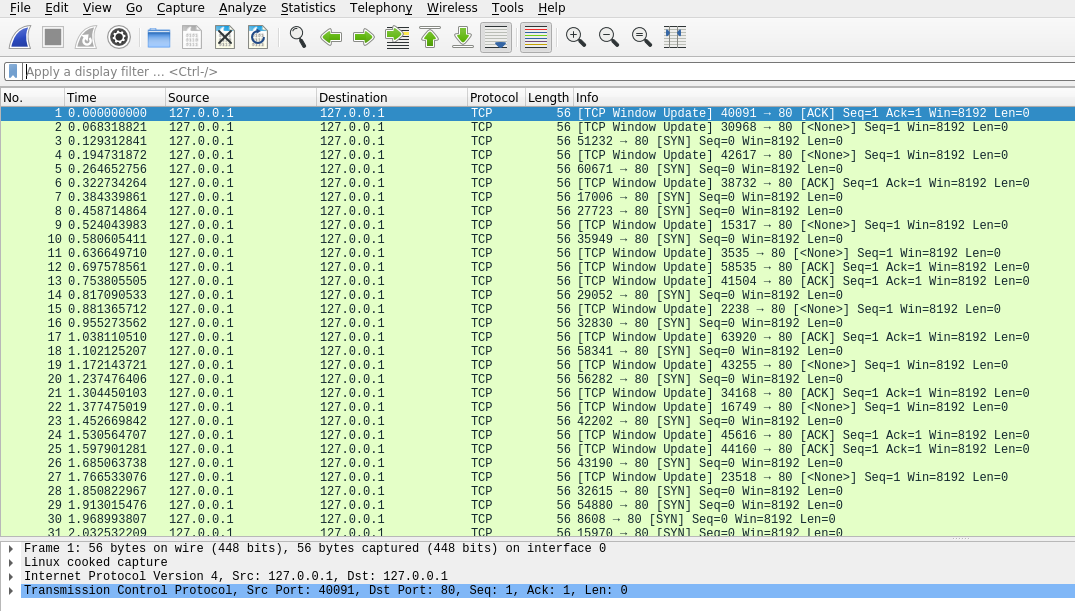 File Edit View Go Capture Analyze Statistics Telephony Wireless Tools Help
Apply a display filter ... <Ctrl-/>
No. Time Source Destination Protocol Length Info
1 0.000000000 127.0.0.1 127.0.0.1 TCP 56 [TCP Window Update] 40091 → 80 [ACK] Seq=1 Ack=1 Win=8192 Len=0
2 0.068318821 127.0.0.1 127.0.0.1 TCP 56 [TCP Window Update] 30968 → 80 [<None>] Seq=1 Win=8192 Len=0
3 0.129312841 127.0.0.1 127.0.0.1 TCP 56 51232 → 80 [SYN] Seq=0 Win=8192 Len=0
4 0.194731872 127.0.0.1 127.0.0.1 TCP 56 [TCP Window Update] 42617 → 80 [<None>] Seq=1 Win=8192 Len=0
5 0.264652756 127.0.0.1 127.0.0.1 TCP 56 60671 → 80 [SYN] Seq=0 Win=8192 Len=0
6 0.322734264 127.0.0.1 127.0.0.1 TCP 56 [TCP Window Update] 38732 → 80 [ACK] Seq=1 Ack=1 Win=8192 Len=0
7 0.384339861 127.0.0.1 127.0.0.1 TCP 56 17006 → 80 [SYN] Seq=0 Win=8192 Len=0
8 0.458714864 127.0.0.1 127.0.0.1 TCP 56 27723 → 80 [SYN] Seq=0 Win=8192 Len=0
9 0.524043983 127.0.0.1 127.0.0.1 TCP 56 [TCP Window Update] 15317 → 80 [<None>] Seq=1 Win=8192 Len=0
10 0.580605411 127.0.0.1 127.0.0.1 TCP 56 35949 → 80 [SYN] Seq=0 Win=8192 Len=0
11 0.636649710 127.0.0.1 127.0.0.1 TCP 56 [TCP Window Update] 3535 → 80 [<None>] Seq=1 Win=8192 Len=0
12 0.697578561 127.0.0.1 127.0.0.1 TCP 56 [TCP Window Update] 58535 → 80 [ACK] Seq=1 Ack=1 Win=8192 Len=0
13 0.753805505 127.0.0.1 127.0.0.1 TCP 56 [TCP Window Update] 41504 → 80 [ACK] Seq=1 Ack=1 Win=8192 Len=0
14 0.817090533 127.0.0.1 127.0.0.1 TCP 56 29052 → 80 [SYN] Seq=0 Win=8192 Len=0
15 0.881365712 127.0.0.1 127.0.0.1 TCP 56 [TCP Window Update] 2238 → 80 [<None>] Seq=1 Win=8192 Len=0
16 0.955273562 127.0.0.1 127.0.0.1 TCP 56 32830 → 80 [SYN] Seq=0 Win=8192 Len=0
17 1.038110510 127.0.0.1 127.0.0.1 TCP 56 [TCP Window Update] 63920 → 80 [ACK] Seq=1 Ack=1 Win=8192 Len=0
18 1.102125207 127.0.0.1 127.0.0.1 TCP 56 58341 → 80 [SYN] Seq=0 Win=8192 Len=0
19 1.172143721 127.0.0.1 127.0.0.1 TCP 56 [TCP Window Update] 43255 → 80 [<None>] Seq=1 Win=8192 Len=0
20 1.237476406 127.0.0.1 127.0.0.1 TCP 56 56282 → 80 [SYN] Seq=0 Win=8192 Len=0
21 1.304450103 127.0.0.1 127.0.0.1 TCP 56 [TCP Window Update] 34168 → 80 [ACK] Seq=1 Ack=1 Win=8192 Len=0
22 1.377475019 127.0.0.1 127.0.0.1 TCP 56 [TCP Window Update] 16749 → 80 [<None>] Seq=1 Win=8192 Len=0
23 1.452669842 127.0.0.1 127.0.0.1 TCP 56 42202 → 80 [SYN] Seq=0 Win=8192 Len=0
24 1.530564707 127.0.0.1 127.0.0.1 TCP 56 [TCP Window Update] 45616 → 80 [ACK] Seq=1 Ack=1 Win=8192 Len=0
25 1.597901281 127.0.0.1 127.0.0.1 TCP 56 [TCP Window Update] 44160 → 80 [ACK] Seq=1 Ack=1 Win=8192 Len=0
26 1.685063738 127.0.0.1 127.0.0.1 TCP 56 43190 → 80 [SYN] Seq=0 Win=8192 Len=0
27 1.766533076 127.0.0.1 127.0.0.1 TCP 56 [TCP Window Update] 23518 → 80 [<None>] Seq=1 Win=8192 Len=0
28 1.850822967 127.0.0.1 127.0.0.1 TCP 56 32615 → 80 [SYN] Seq=0 Win=8192 Len=0
29 1.913015476 127.0.0.1 127.0.0.1 TCP 56 54880 → 80 [SYN] Seq=0 Win=8192 Len=0
30 1.968993807 127.0.0.1 127.0.0.1 TCP 56 8608 → 80 [SYN] Seq=0 Win=8192 Len=0
31 2.032532209 127.0.0.1 127.0.0.1 TCP 56 15970 → 80 [SYN] Seq=0 Win=8192 Len=0
Frame 1: 56 bytes on wire (448 bits), 56 bytes captured (448 bits) on interface 0
Linux cooked capture
Internet Protocol Version 4, Src: 127.0.0.1, Dst: 127.0.0.1
Transmission Control Protocol, Src Port: 40091, Dst Port: 80, Seq: 1, Ack: 1, Len: 0